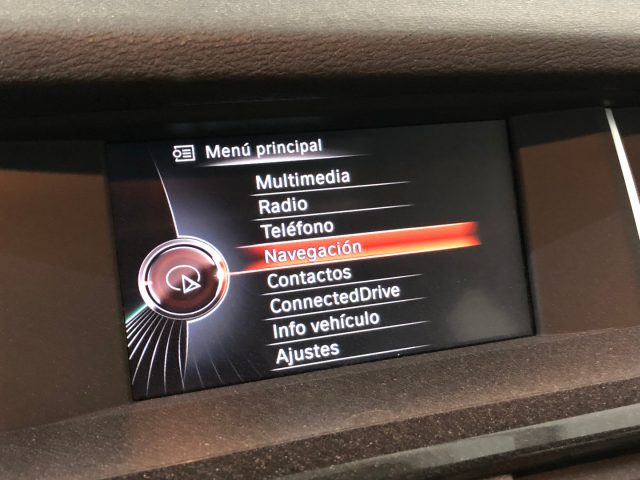 Menú principal
Multimedia
Radio
Teléfono
Navegación
Contactos
ConnectedDrive
Info vehículo
Ajustes